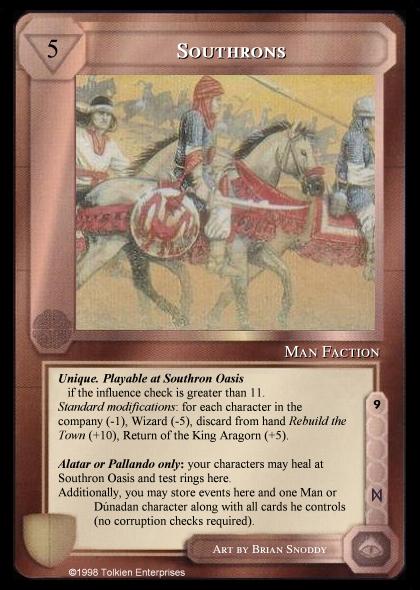 5
SOUTHRONS
MAN FACTION
Unique. Playable at Southron Oasis
if the influence check is greater than 11.
Standard modifications: for each character in the
company (-1), Wizard (-5), discard from hand Rebuild the
Town (+10), Return of the King Aragorn (+5).
Alatar or Pallando only: your characters may heal at
Southron Oasis and test rings here.
Additionally, you may store events here and one Man or
Dúnadan character along with all cards he controls
(no corruption checks required).
9
ART BY BRIAN SNODDY
©1998 Tolkien Enterprises